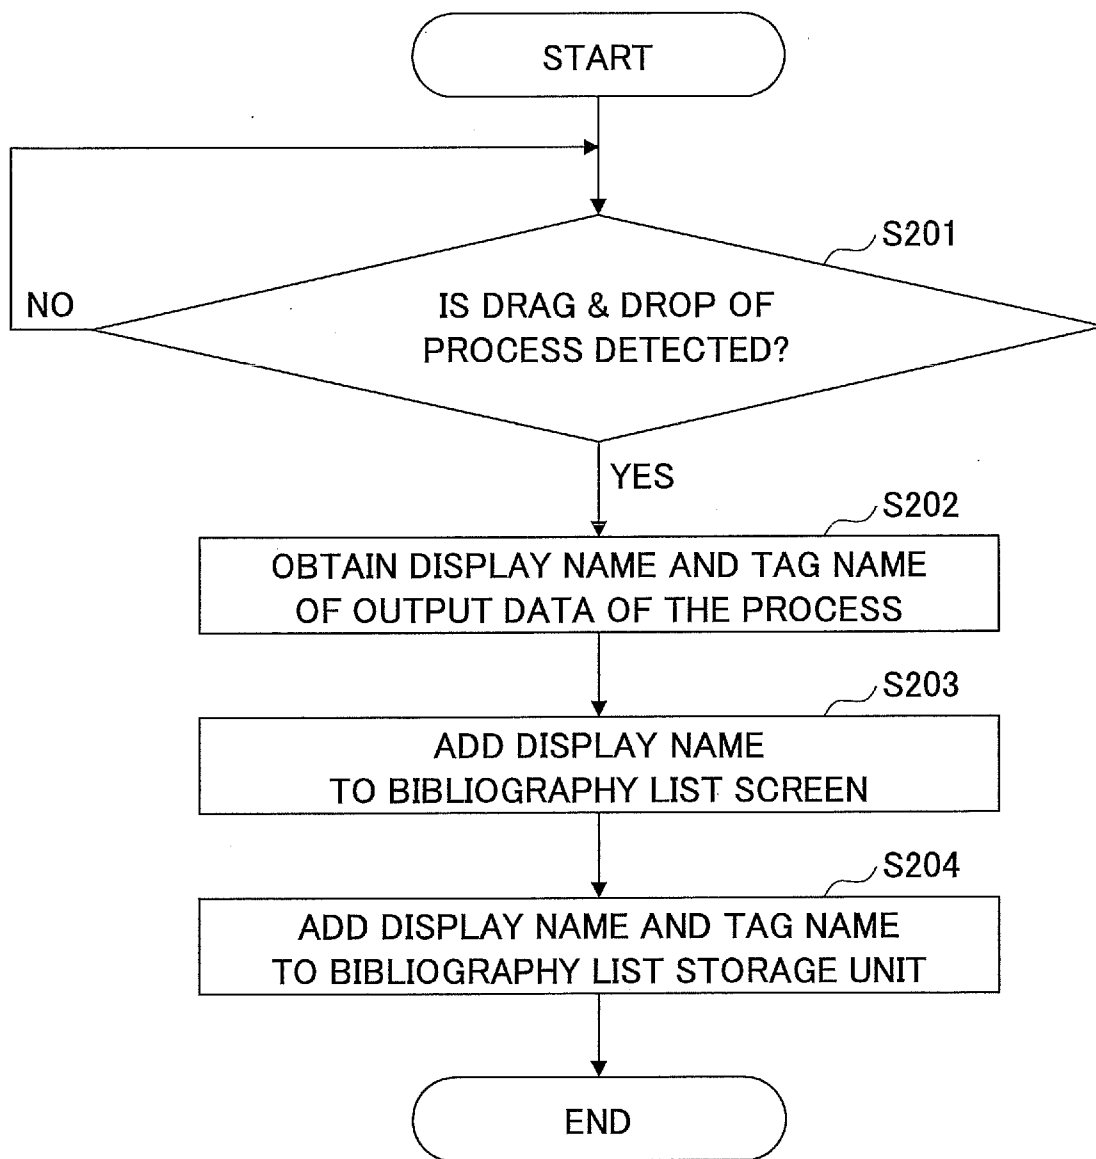 START
S201
IS DRAG & DROP OF
PROCESS DETECTED?
NO
YES
S202
OBTAIN DISPLAY NAME AND TAG NAME
OF OUTPUT DATA OF THE PROCESS
S203
ADD DISPLAY NAME
TO BIBLIOGRAPHY LIST SCREEN
S204
ADD DISPLAY NAME AND TAG NAME
TO BIBLIOGRAPHY LIST STORAGE UNIT
END